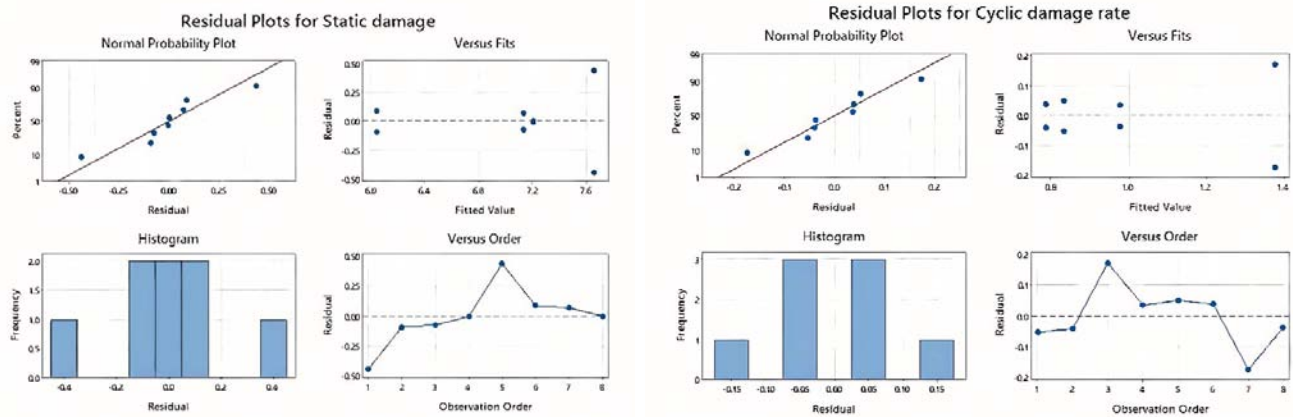 Residual Plots for Static damage
Normal Probability Plot
Versus Fits
99
90
50
10
1
Percent
-0.50 -0.25 0.00 0.25 0.50
Residual
0.50
0.25
0.00
-0.25
-0.50
Residual
6.0 6.4 6.8 7.2 7.6
Fitted Value
Histogram
Versus Order
2.0
1.5
1.0
0.5
0.0
Frequency
-0.4 -0.2 0.0 0.2 0.4
Residual
0.50
0.25
0.00
-0.25
-0.50
Residual
1 2 3 4 5 6 7 8
Observation Order
Residual Plots for Cyclic damage rate
Normal Probability Plot
Versus Fits
99
90
50
10
1
Percent
-0.2 -0.1 0.0 0.1 0.2
Residual
0.2
0.1
0.0
-0.1
-0.2
Residual
0.8 1.0 1.2 1.4
Fitted Value
Histogram
Versus Order
3
2
1
0
Frequency
-0.15 -0.10 -0.05 0.00 0.05 0.10 0.15
Residual
0.2
0.1
0.0
-0.1
-0.2
Residual
1 2 3 4 5 6 7 8
Observation Order